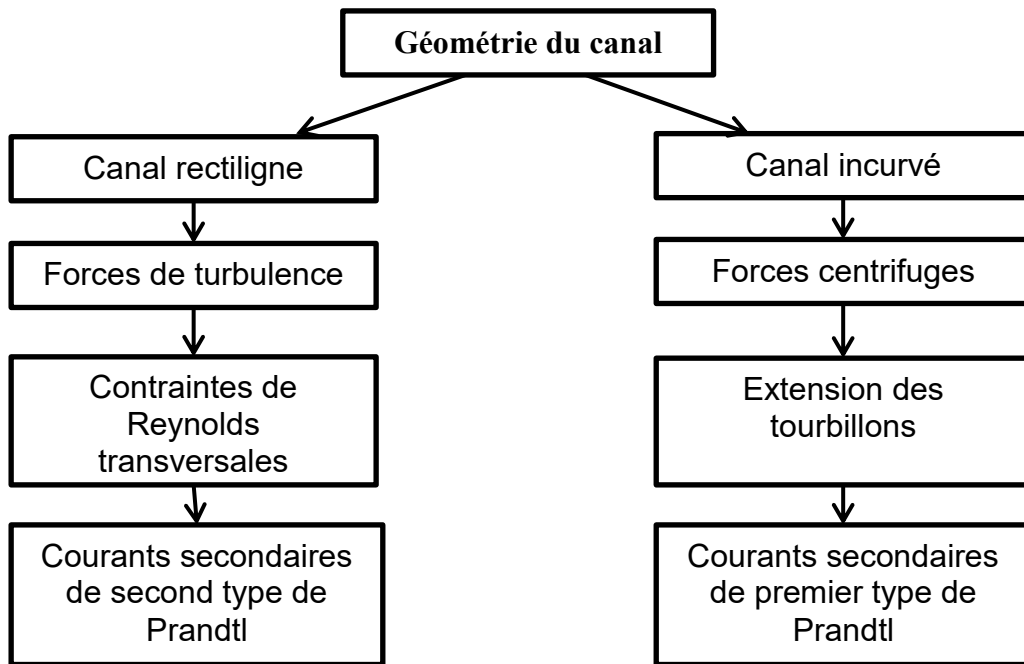 Géométrie du canal
Canal rectiligne
Forces de turbulence
Contraintes de
Reynolds
transversales
Courants secondaires
de second type de
Prandtl
Canal incurvé
Forces centrifuges
Extension des
tourbillons
Courants secondaires
de premier type de
Prandtl